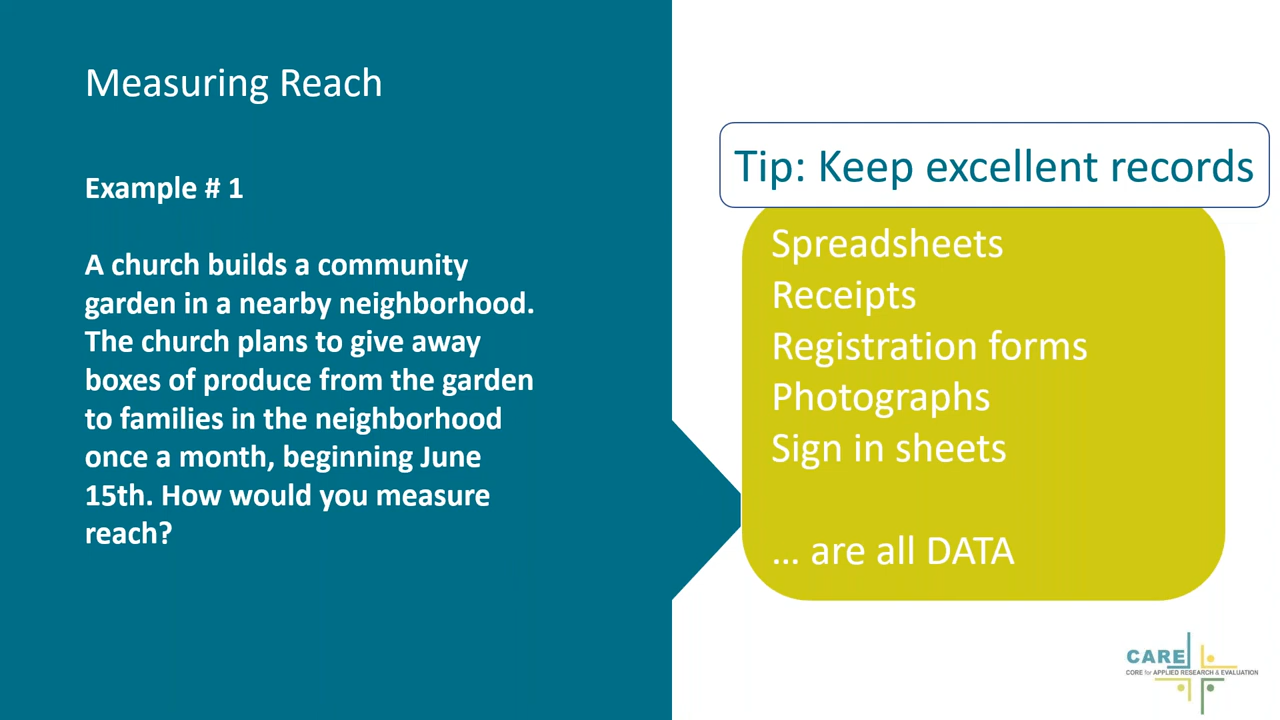 Measuring Reach
Example # 1
A church builds a community
garden in a nearby neighborhood.
The church plans to give away
boxes of produce from the garden
to families in the neighborhood
once a month, beginning June
15th. How would you measure
reach?
Tip: Keep excellent records
Spreadsheets
Receipts
Registration forms
Photographs
Sign in sheets
... are all DATA
CARE
CORE for APPLIED RESEARCH & EVALUATION